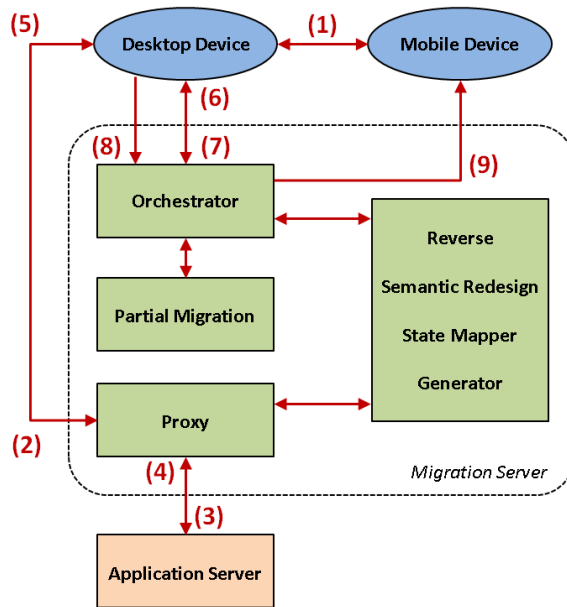 (5)
Desktop Device
(1)
Mobile Device
(6)
(8)
(7)
(9)
Orchestrator
Reverse
Semantic Redesign
Partial Migration
State Mapper
Generator
Proxy
(2)
(4)
Migration Server
(3)
Application Server